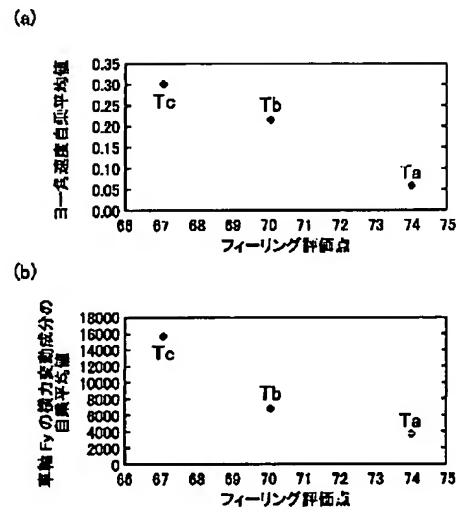 (a)
ヨー角速度自乗平均値
0.35
0.30
0.25
0.20
0.15
0.10
0.05
0.00
Tc
Tb
Ta
66 67 68 69 70 71 72 73 74 75
フィーリング評価点
(b)
車軸Fyの横力変動成分の
自乗平均値
18000
16000
14000
12000
10000
8000
6000
4000
2000
0
Tc
Tb
Ta
66 67 68 69 70 71 72 73 74 75
フィーリング評価点